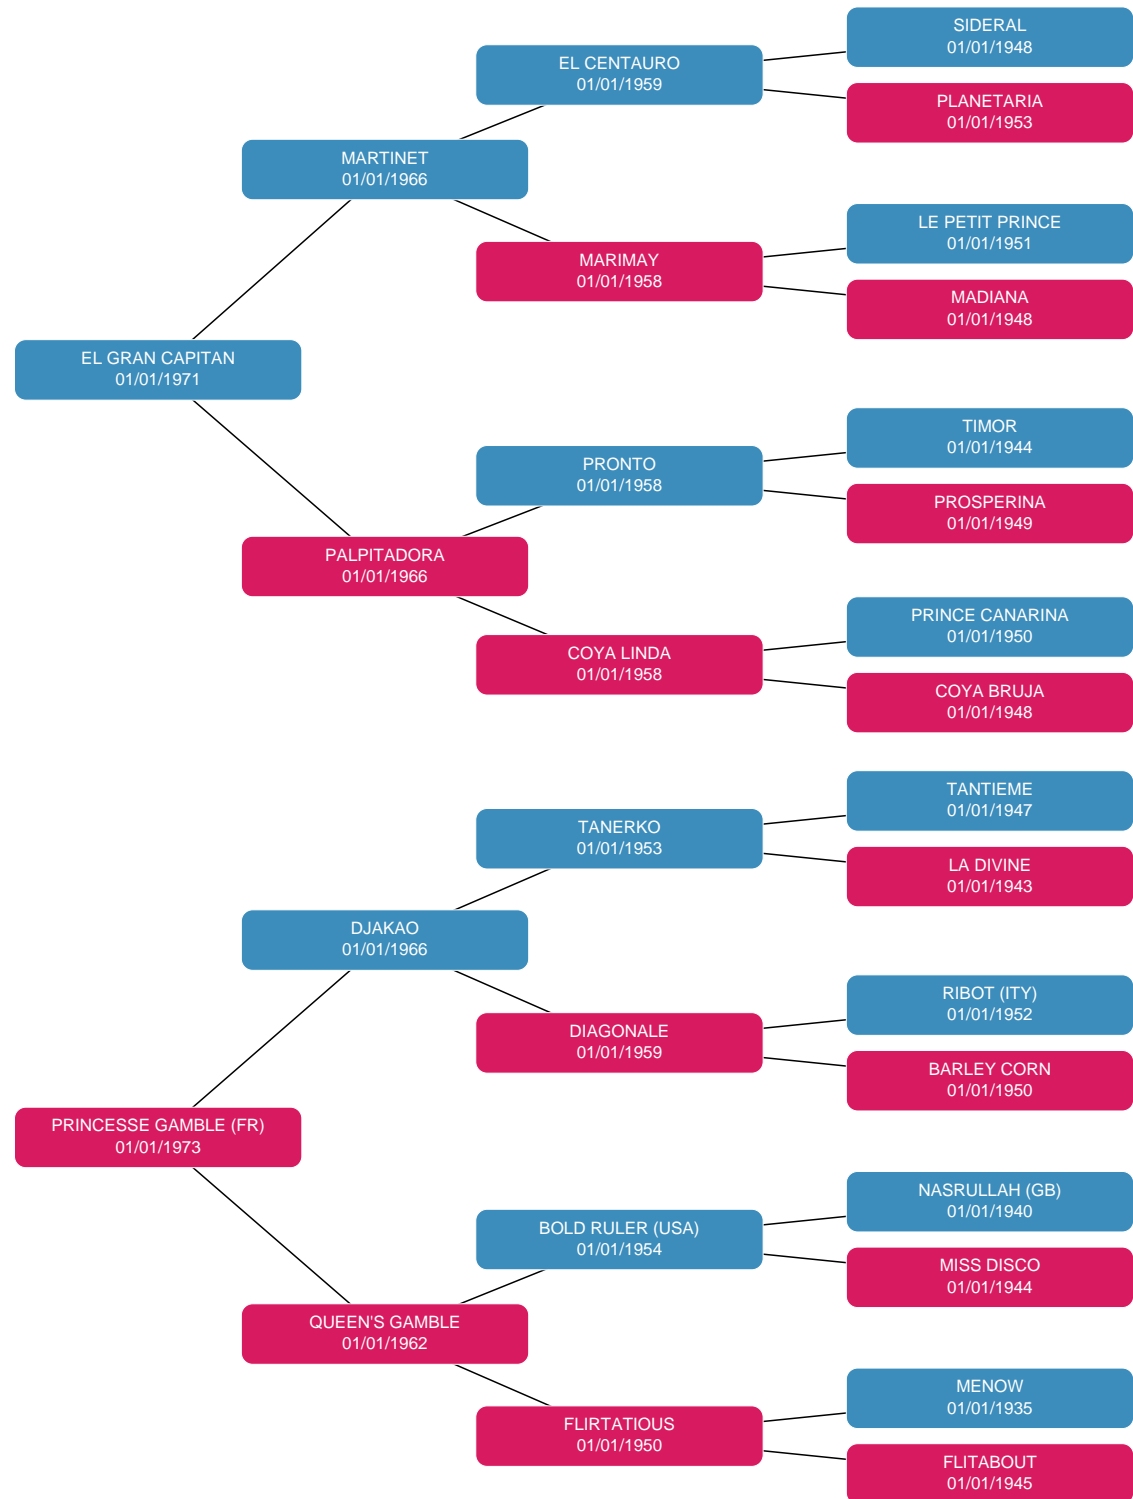 SIDERAL
01/01/1948
EL CENTAURO
01/01/1959
PLANETARIA
01/01/1953
MARTINET
01/01/1966
LE PETIT PRINCE
01/01/1951
MARIMAY
01/01/1958
MADIANA
01/01/1948
EL GRAN CAPITAN
01/01/1971
TIMOR
01/01/1944
PRONTO
01/01/1958
PROSPERINA
01/01/1949
PALPITADORA
01/01/1966
PRINCE CANARINA
01/01/1950
COYA LINDA
01/01/1958
COYA BRUJA
01/01/1948
TANTIEME
01/01/1947
TANERKO
01/01/1953
LA DIVINE
01/01/1943
DJAKAO
01/01/1966
RIBOT (ITY)
01/01/1952
DIAGONALE
01/01/1959
BARLEY CORN
01/01/1950
PRINCESSE GAMBLE (FR)
01/01/1973
NASRULLAH (GB)
01/01/1940
BOLD RULER (USA)
01/01/1954
MISS DISCO
01/01/1944
QUEEN'S GAMBLE
01/01/1962
MENOW
01/01/1935
FLIRTATIOUS
01/01/1950
FLITABOUT
01/01/1945